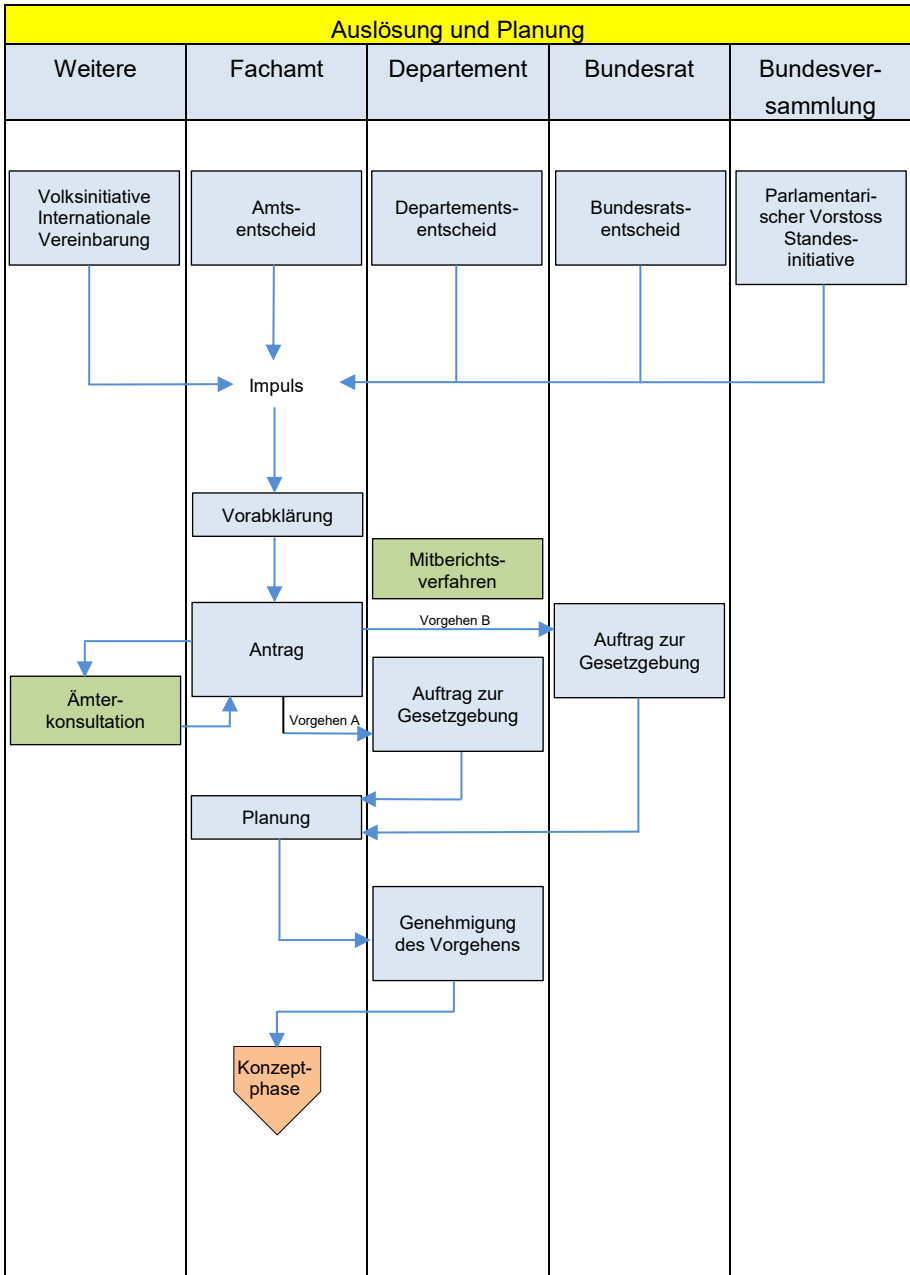 Auslösung und Planung
Weitere
Fachamt
Departement
Bundesrat
Bundesver-
sammlung
Volksinitiative
Internationale
Vereinbarung
Amts-
entscheid
Departements-
entscheid
Bundesrats-
entscheid
Parlamentari-
scher Vorstoss
Standes-
initiative
Impuls
Vorabklärung
Mitberichts-
verfahren
Antrag
Vorgehen B
Auftrag zur
Gesetzgebung
Ämter-
konsultation
Vorgehen A
Auftrag zur
Gesetzgebung
Planung
Genehmigung
des Vorgehens
Konzept-
phase